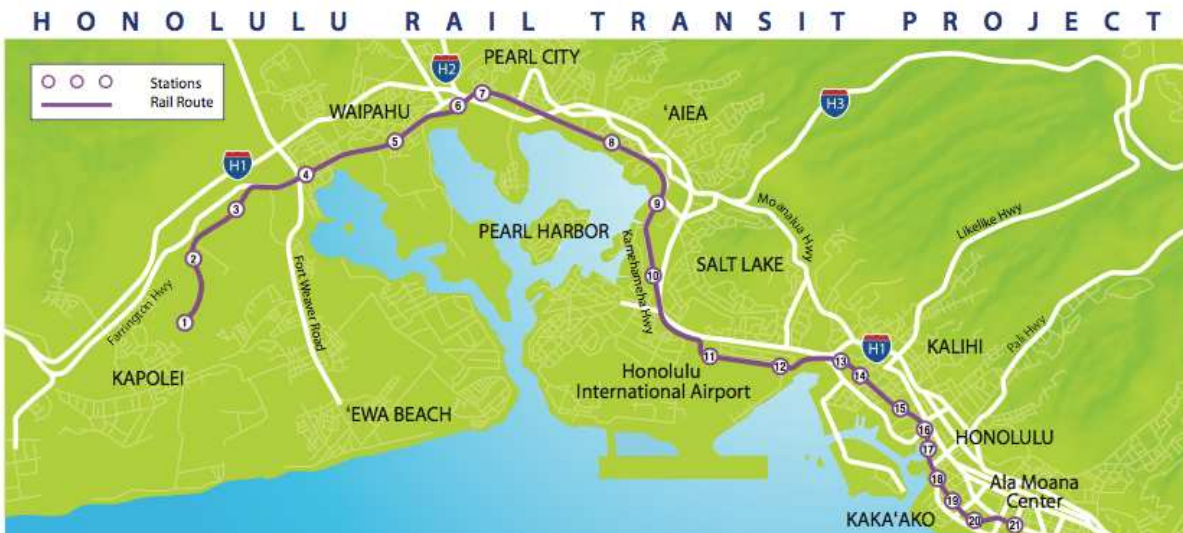 HONOLULU RAIL TRANSIT PROJECT
Stations
Rail Route
H2
PEARL CITY
WAIPAHU
'AIEA
H3
H1
7
6
5
8
4
3
9
2
10
1
PEARL HARBOR
Kamehameha Hwy
SALT LAKE
Moanalua Hwy
Likelike Hwy
Farrington Hwy
Fort Weaver Road
Pali Hwy
KAPOLEI
'EWA BEACH
Honolulu
International Airport
H1
KALIHI
11
12
13
14
15
16
17
HONOLULU
18
19
20
21
Ala Moana
Center
KAKA'AKO